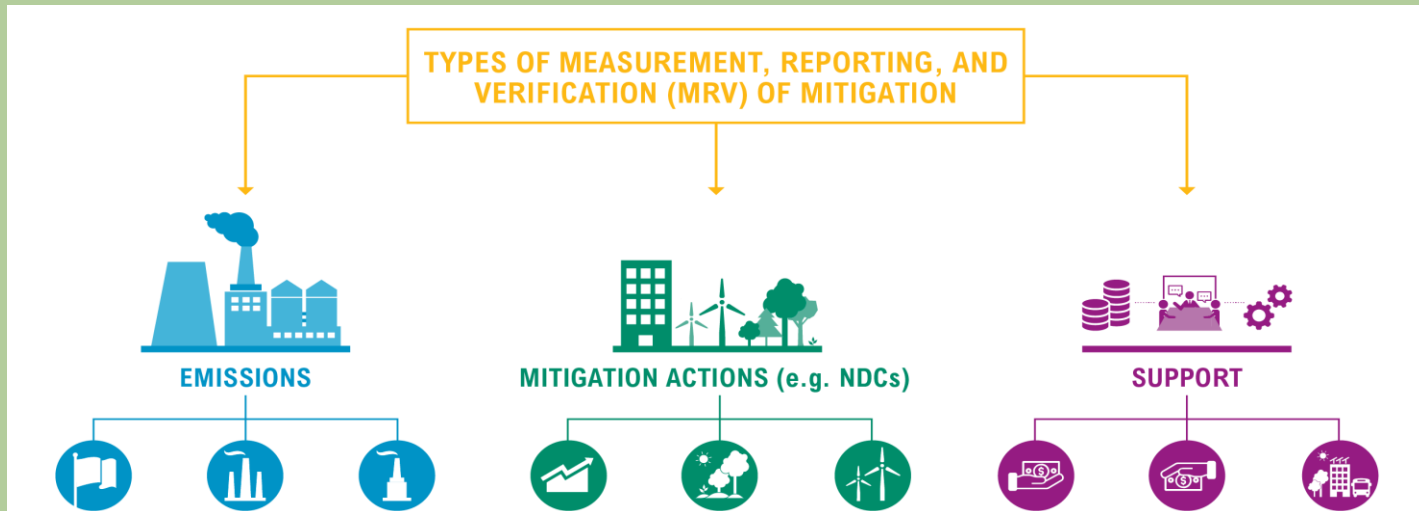 TYPES OF MEASUREMENT, REPORTING, AND
VERIFICATION (MRV) OF MITIGATION
EMISSIONS
MITIGATION ACTIONS (e.g. NDCs)
SUPPORT